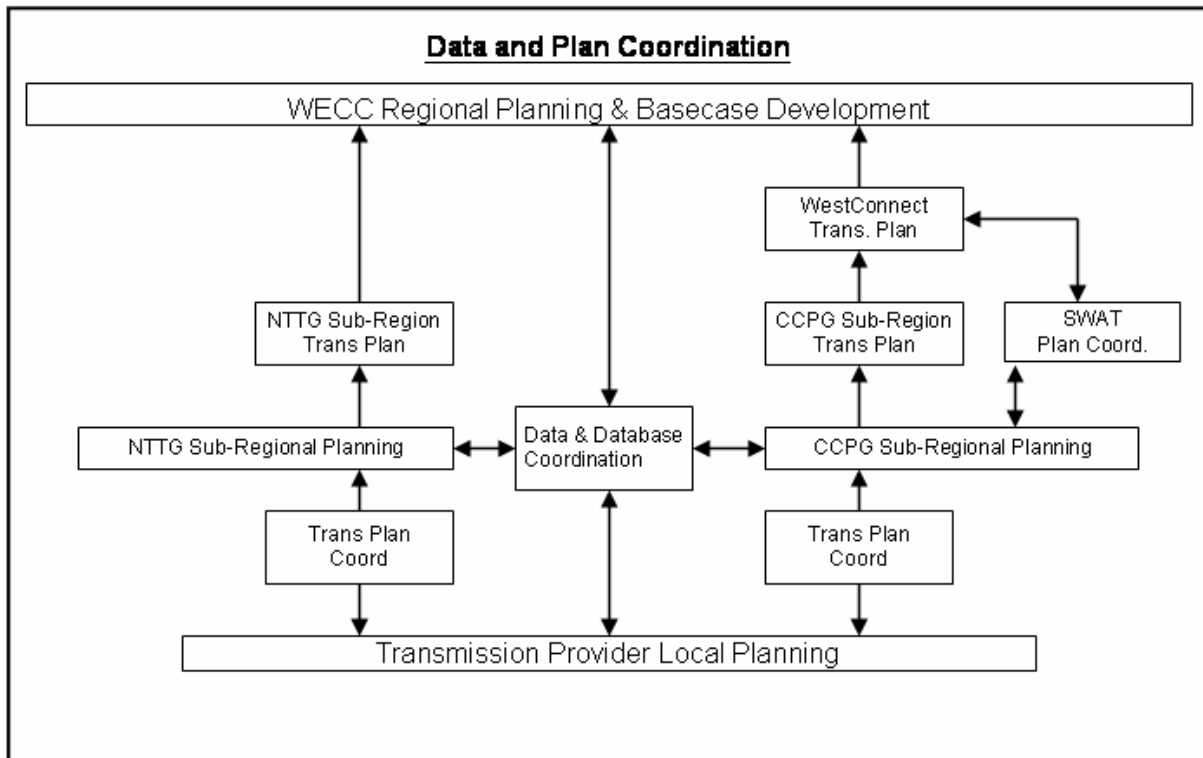 Data and Plan Coordination
WECC Regional Planning & Basecase Development
WestConnect
Trans. Plan
NTTG Sub-Region
Trans Plan
CCPG Sub-Region
Trans Plan
SWAT
Plan Coord.
NTTG Sub-Regional Planning
Data & Database
Coordination
CCPG Sub-Regional Planning
Trans Plan
Coord
Trans Plan
Coord
Transmission Provider Local Planning